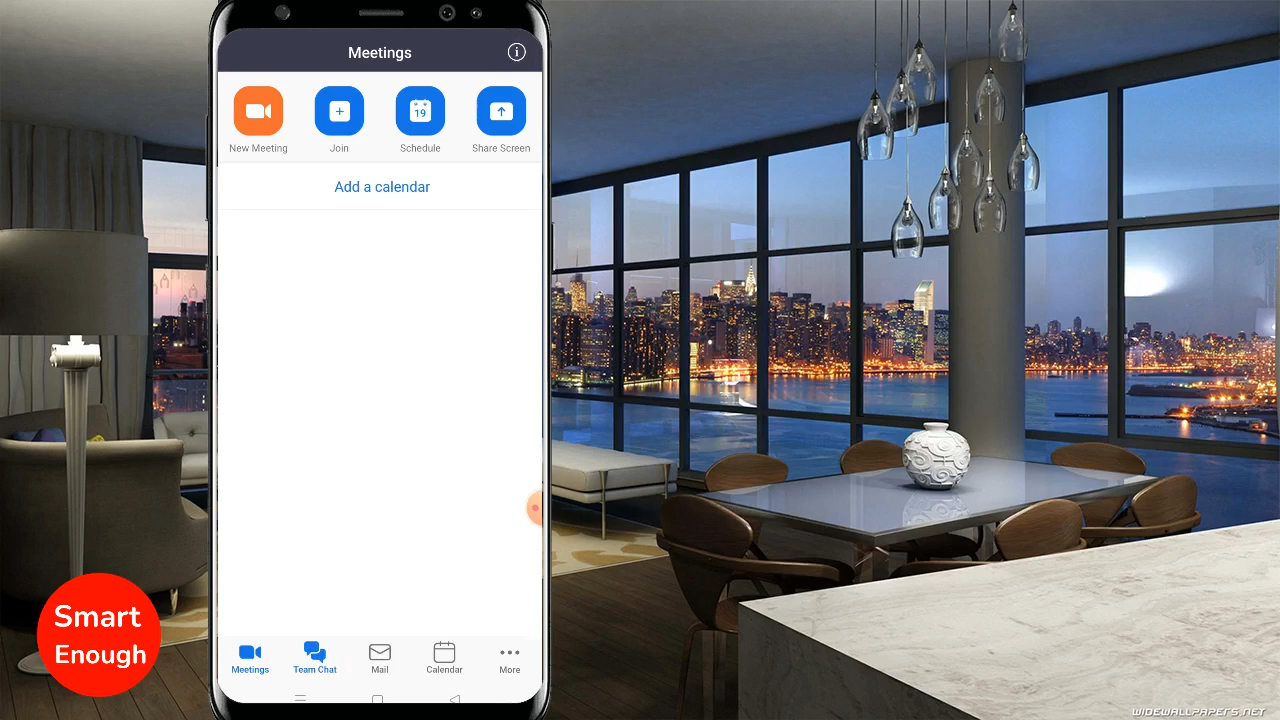 Meetings
New Meeting
19
Join
Schedule
Share Screen
Add a calendar
Meetings
Team Chat
Mail
Calendar
More
Smart
Enough
WIDEWALLPAPERS.NET